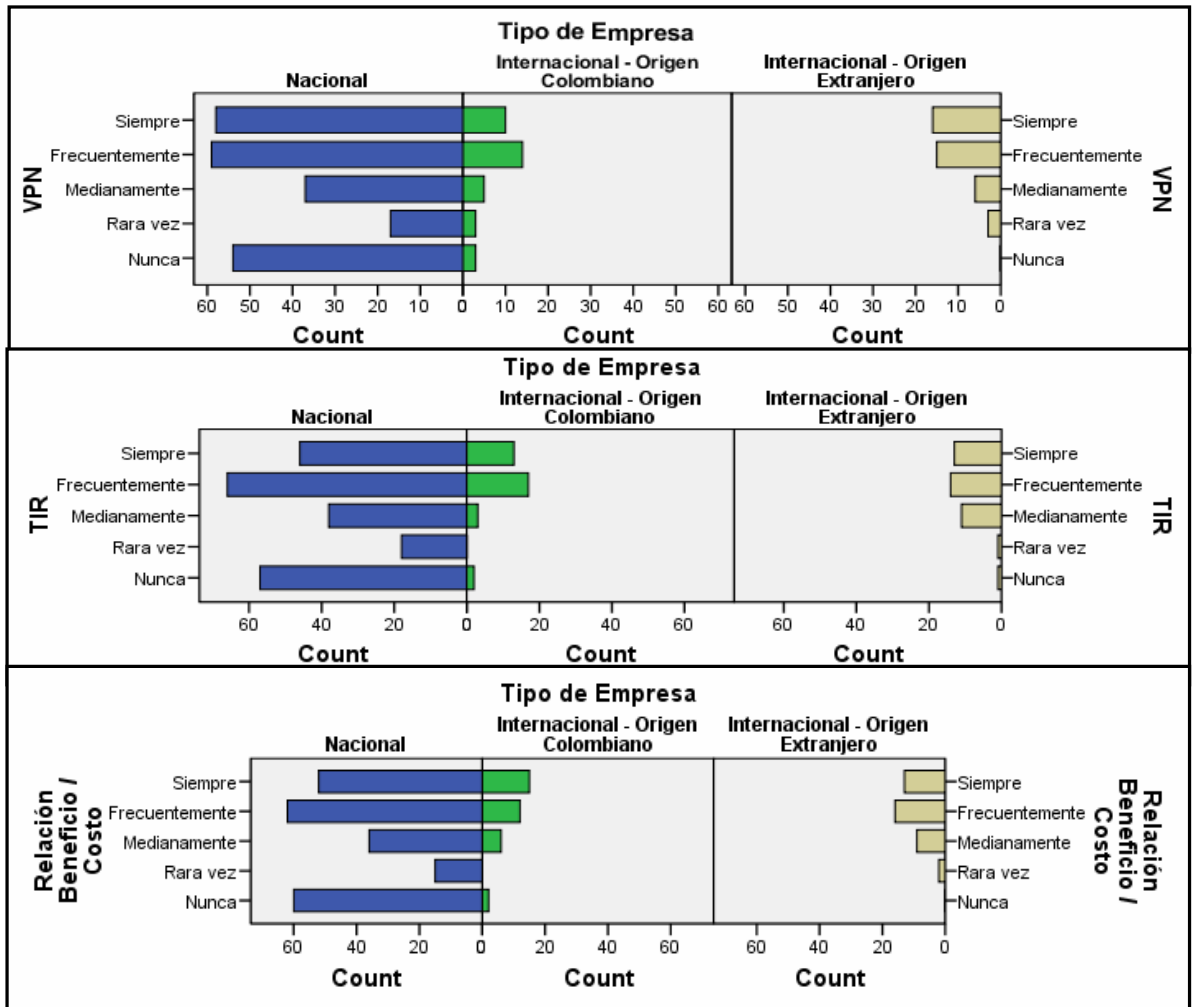 Tipo de Empresa
Nacional
Internacional - Origen
Colombiano
Internacional - Origen
Extranjero
VPN
Siempre
Frecuentemente
Medianamente
Rara vez
Nunca
Siempre
Frecuentemente
Medianamente
Rara vez
Nunca
VPN
60 50 40 30 20 10 0 10 20 30 40 50 60 60 50 40 30 20 10 0
Count Count Count
Tipo de Empresa
Nacional
Internacional - Origen
Colombiano
Internacional - Origen
Extranjero
TIR
Siempre
Frecuentemente
Medianamente
Rara vez
Nunca
Siempre
Frecuentemente
Medianamente
Rara vez
Nunca
TIR
60 40 20 0 20 40 60 60 40 20 0
Count Count Count
Tipo de Empresa
Nacional
Internacional - Origen
Colombiano
Internacional - Origen
Extranjero
Relación
Beneficio /
Costo
Siempre
Frecuentemente
Medianamente
Rara vez
Nunca
Siempre
Frecuentemente
Medianamente
Rara vez
Nunca
Relación
Beneficio /
Costo
60 40 20 0 20 40 60 60 40 20 0
Count Count Count